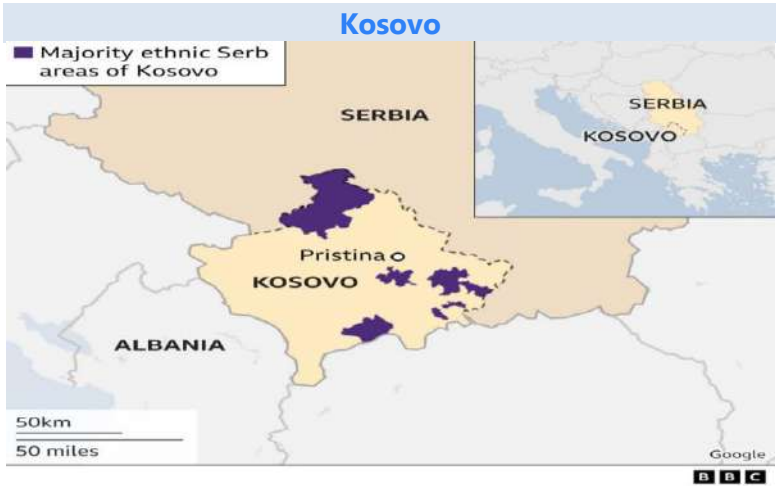 Kosovo
Majority ethnic Serb
areas of Kosovo
SERBIA
SERBIA
KOSOVO
Pristina
KOSOVO
ALBANIA
50km
50 miles
Google
BBC